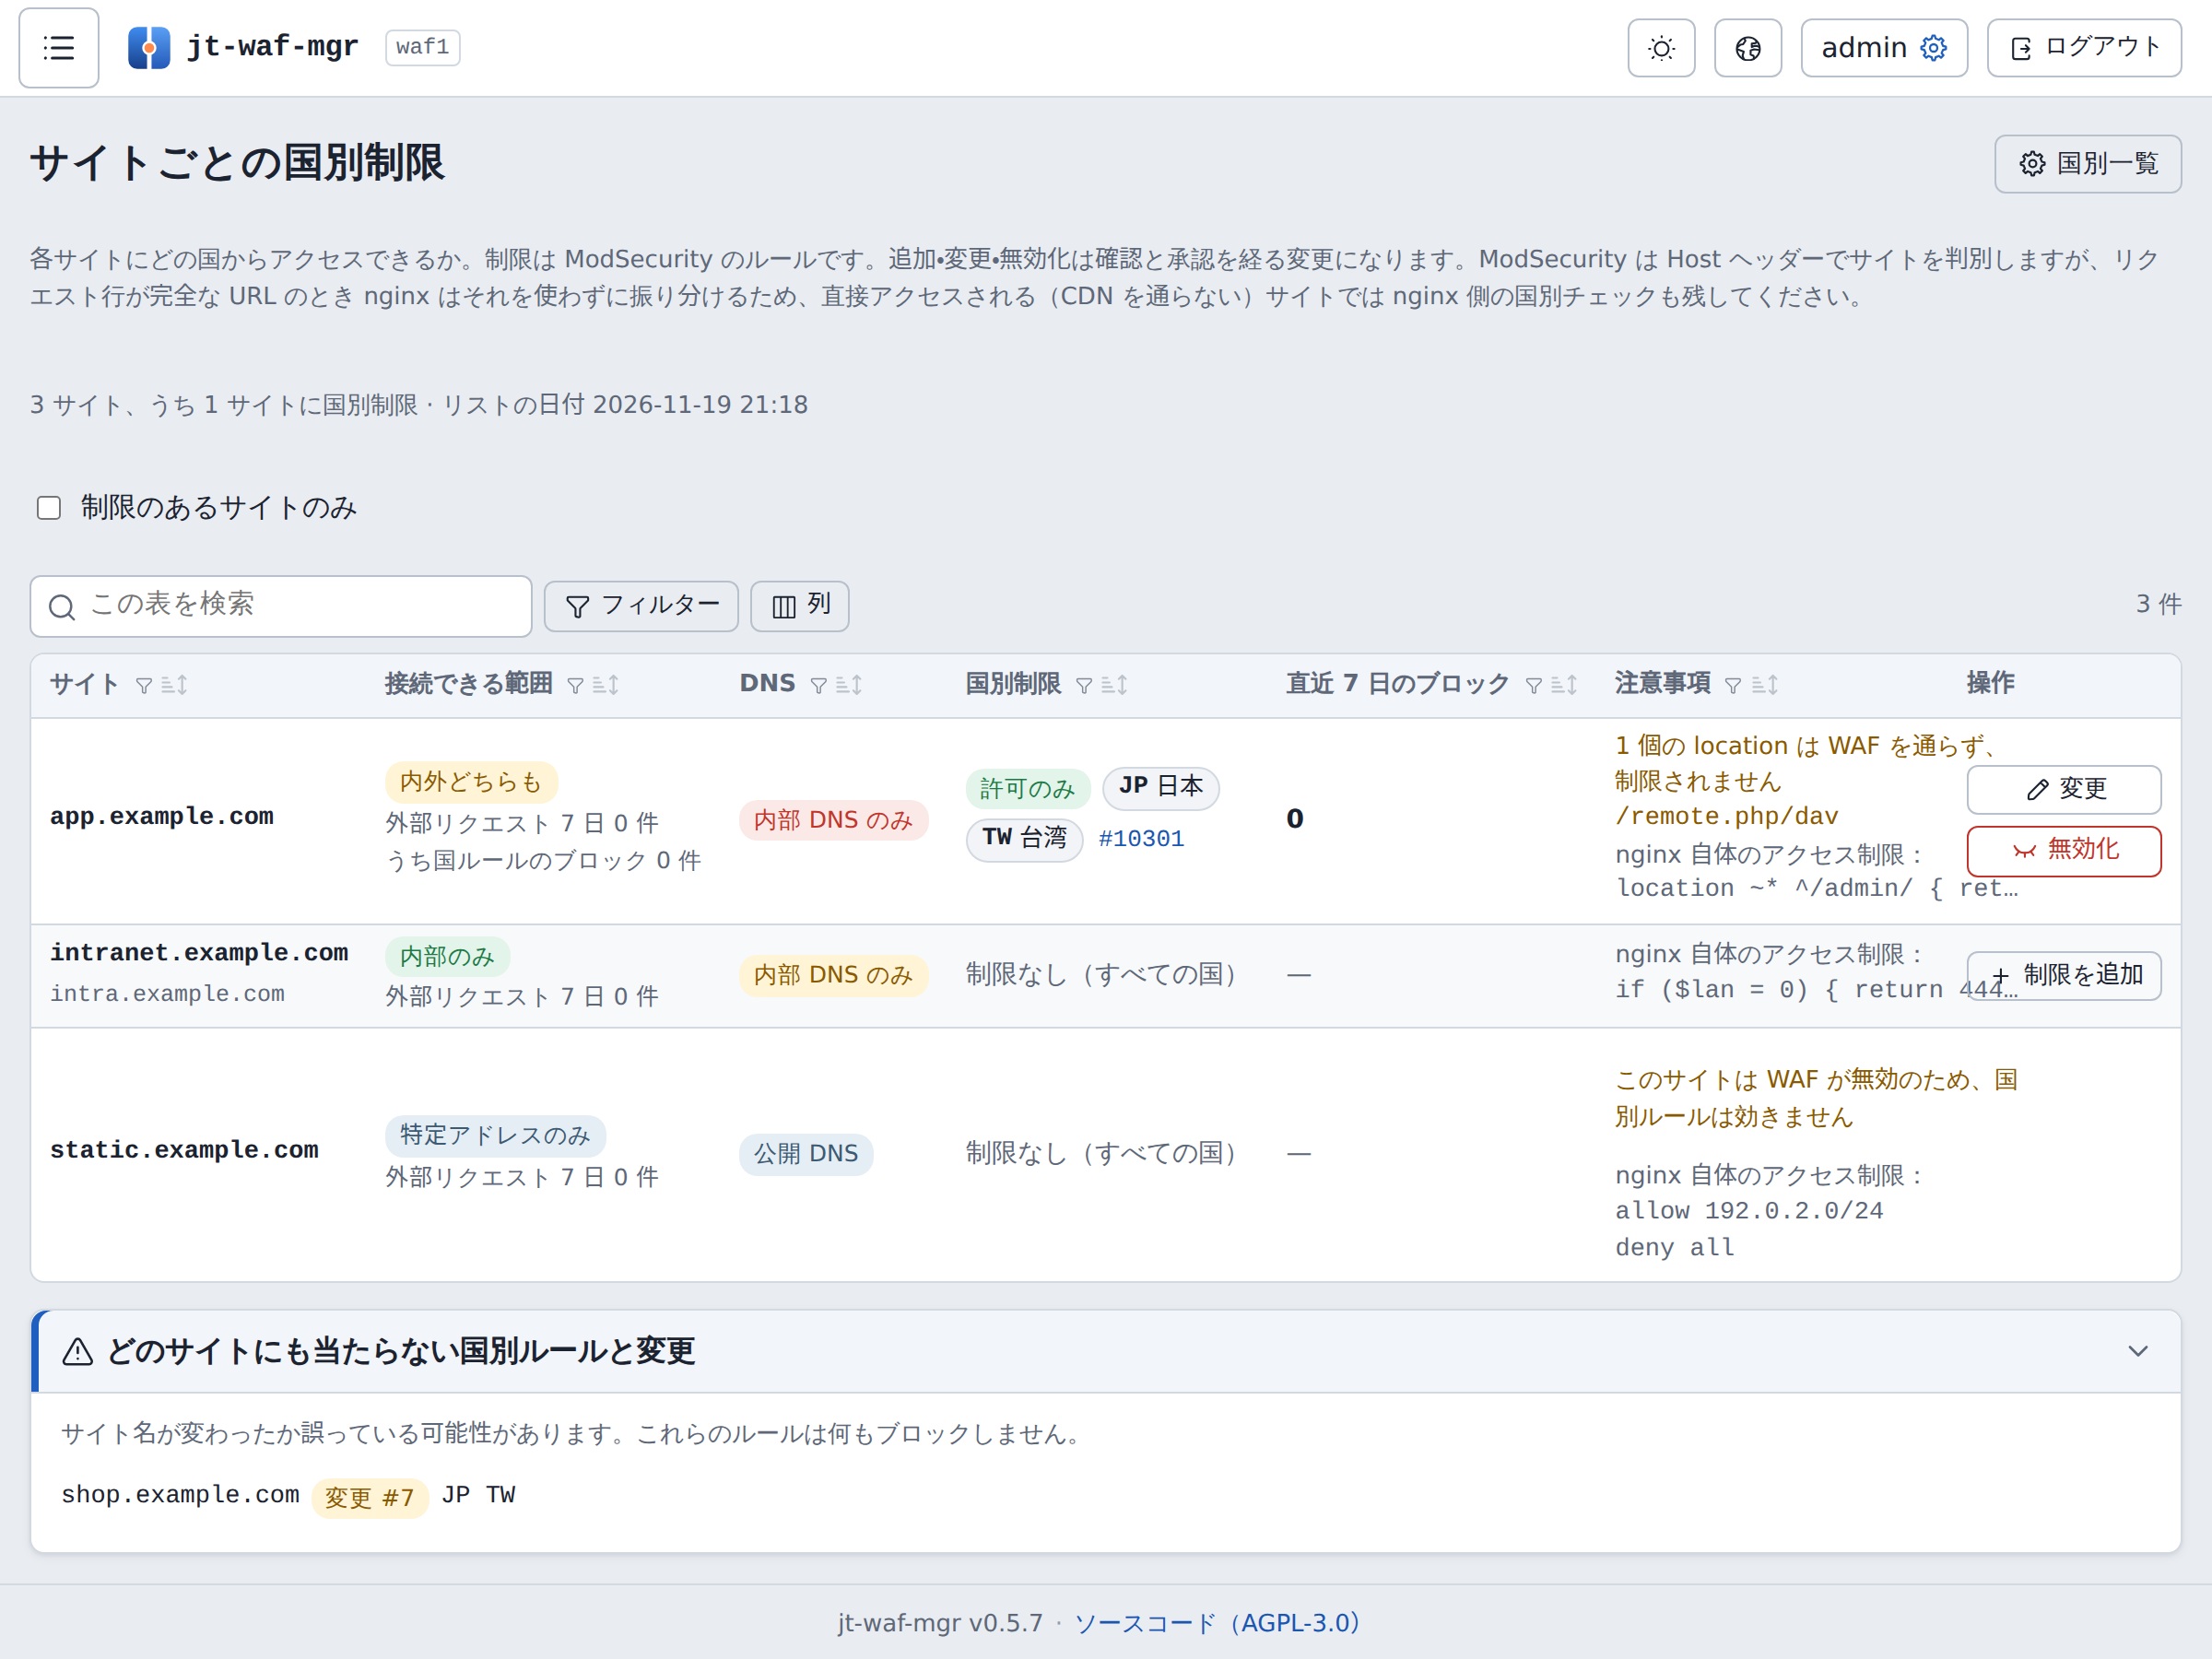 jt-waf-mgr waf1 admin ログアウト
サイトごとの国別制限 国別一覧
各サイトにどの国からアクセスできるか。制限は ModSecurity のルールです。追加・変更・無効化は確認と承認を経る変更になります。ModSecurity は Host ヘッダーでサイトを判別しますが、リク
エスト行が完全な URL のとき nginx はそれを使わずに振り分けるため、直接アクセスされる（CDN を通らない）サイトでは nginx 側の国別チェックも残してください。
3 サイト、うち 1 サイトに国別制限 · リストの日付 2026-11-19 21:18
制限のあるサイトのみ
この表を検索 フィルター 列 3 件
サイト 接続できる範囲 DNS 国別制限 直近 7 日のブロック 注意事項 操作
app.example.com
内外どちらも
外部リクエスト 7 日 0 件
うち国ルールのブロック 0 件
内部 DNS のみ
許可のみ JP 日本
TW 台湾 #10301
0
1 個の location は WAF を通らず、
制限されません
/remote.php/dav
nginx 自体のアクセス制限：
location ~* ^/admin/ { ret…
変更
無効化
intranet.example.com
intra.example.com
内部のみ
外部リクエスト 7 日 0 件
内部 DNS のみ
制限なし（すべての国）
—
nginx 自体のアクセス制限：
if ($lan = 0) { return 444…
+ 制限を追加
static.example.com
特定アドレスのみ
外部リクエスト 7 日 0 件
公開 DNS
制限なし（すべての国）
—
このサイトは WAF が無効のため、国
別ルールは効きません
nginx 自体のアクセス制限：
allow 192.0.2.0/24
deny all
どのサイトにも当たらない国別ルールと変更
サイト名が変わったか誤っている可能性があります。これらのルールは何もブロックしません。
shop.example.com 変更 #7 JP TW
jt-waf-mgr v0.5.7 · ソースコード（AGPL-3.0）